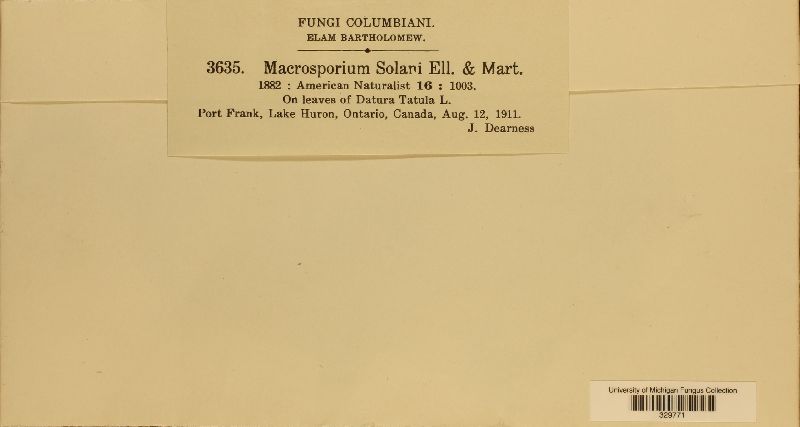 FUNGI COLUMBIANI.
ELAM BARTHOLOMEW.
3635. Macrosporium Solani Ell. & Mart.
1882 : American Naturalist 16 : 1003.
On leaves of Datura Tatula L.
Port Frank, Lake Huron, Ontario, Canada, Aug. 12, 1911.
J. Dearness
University of Michigan Fungus Collection
329771